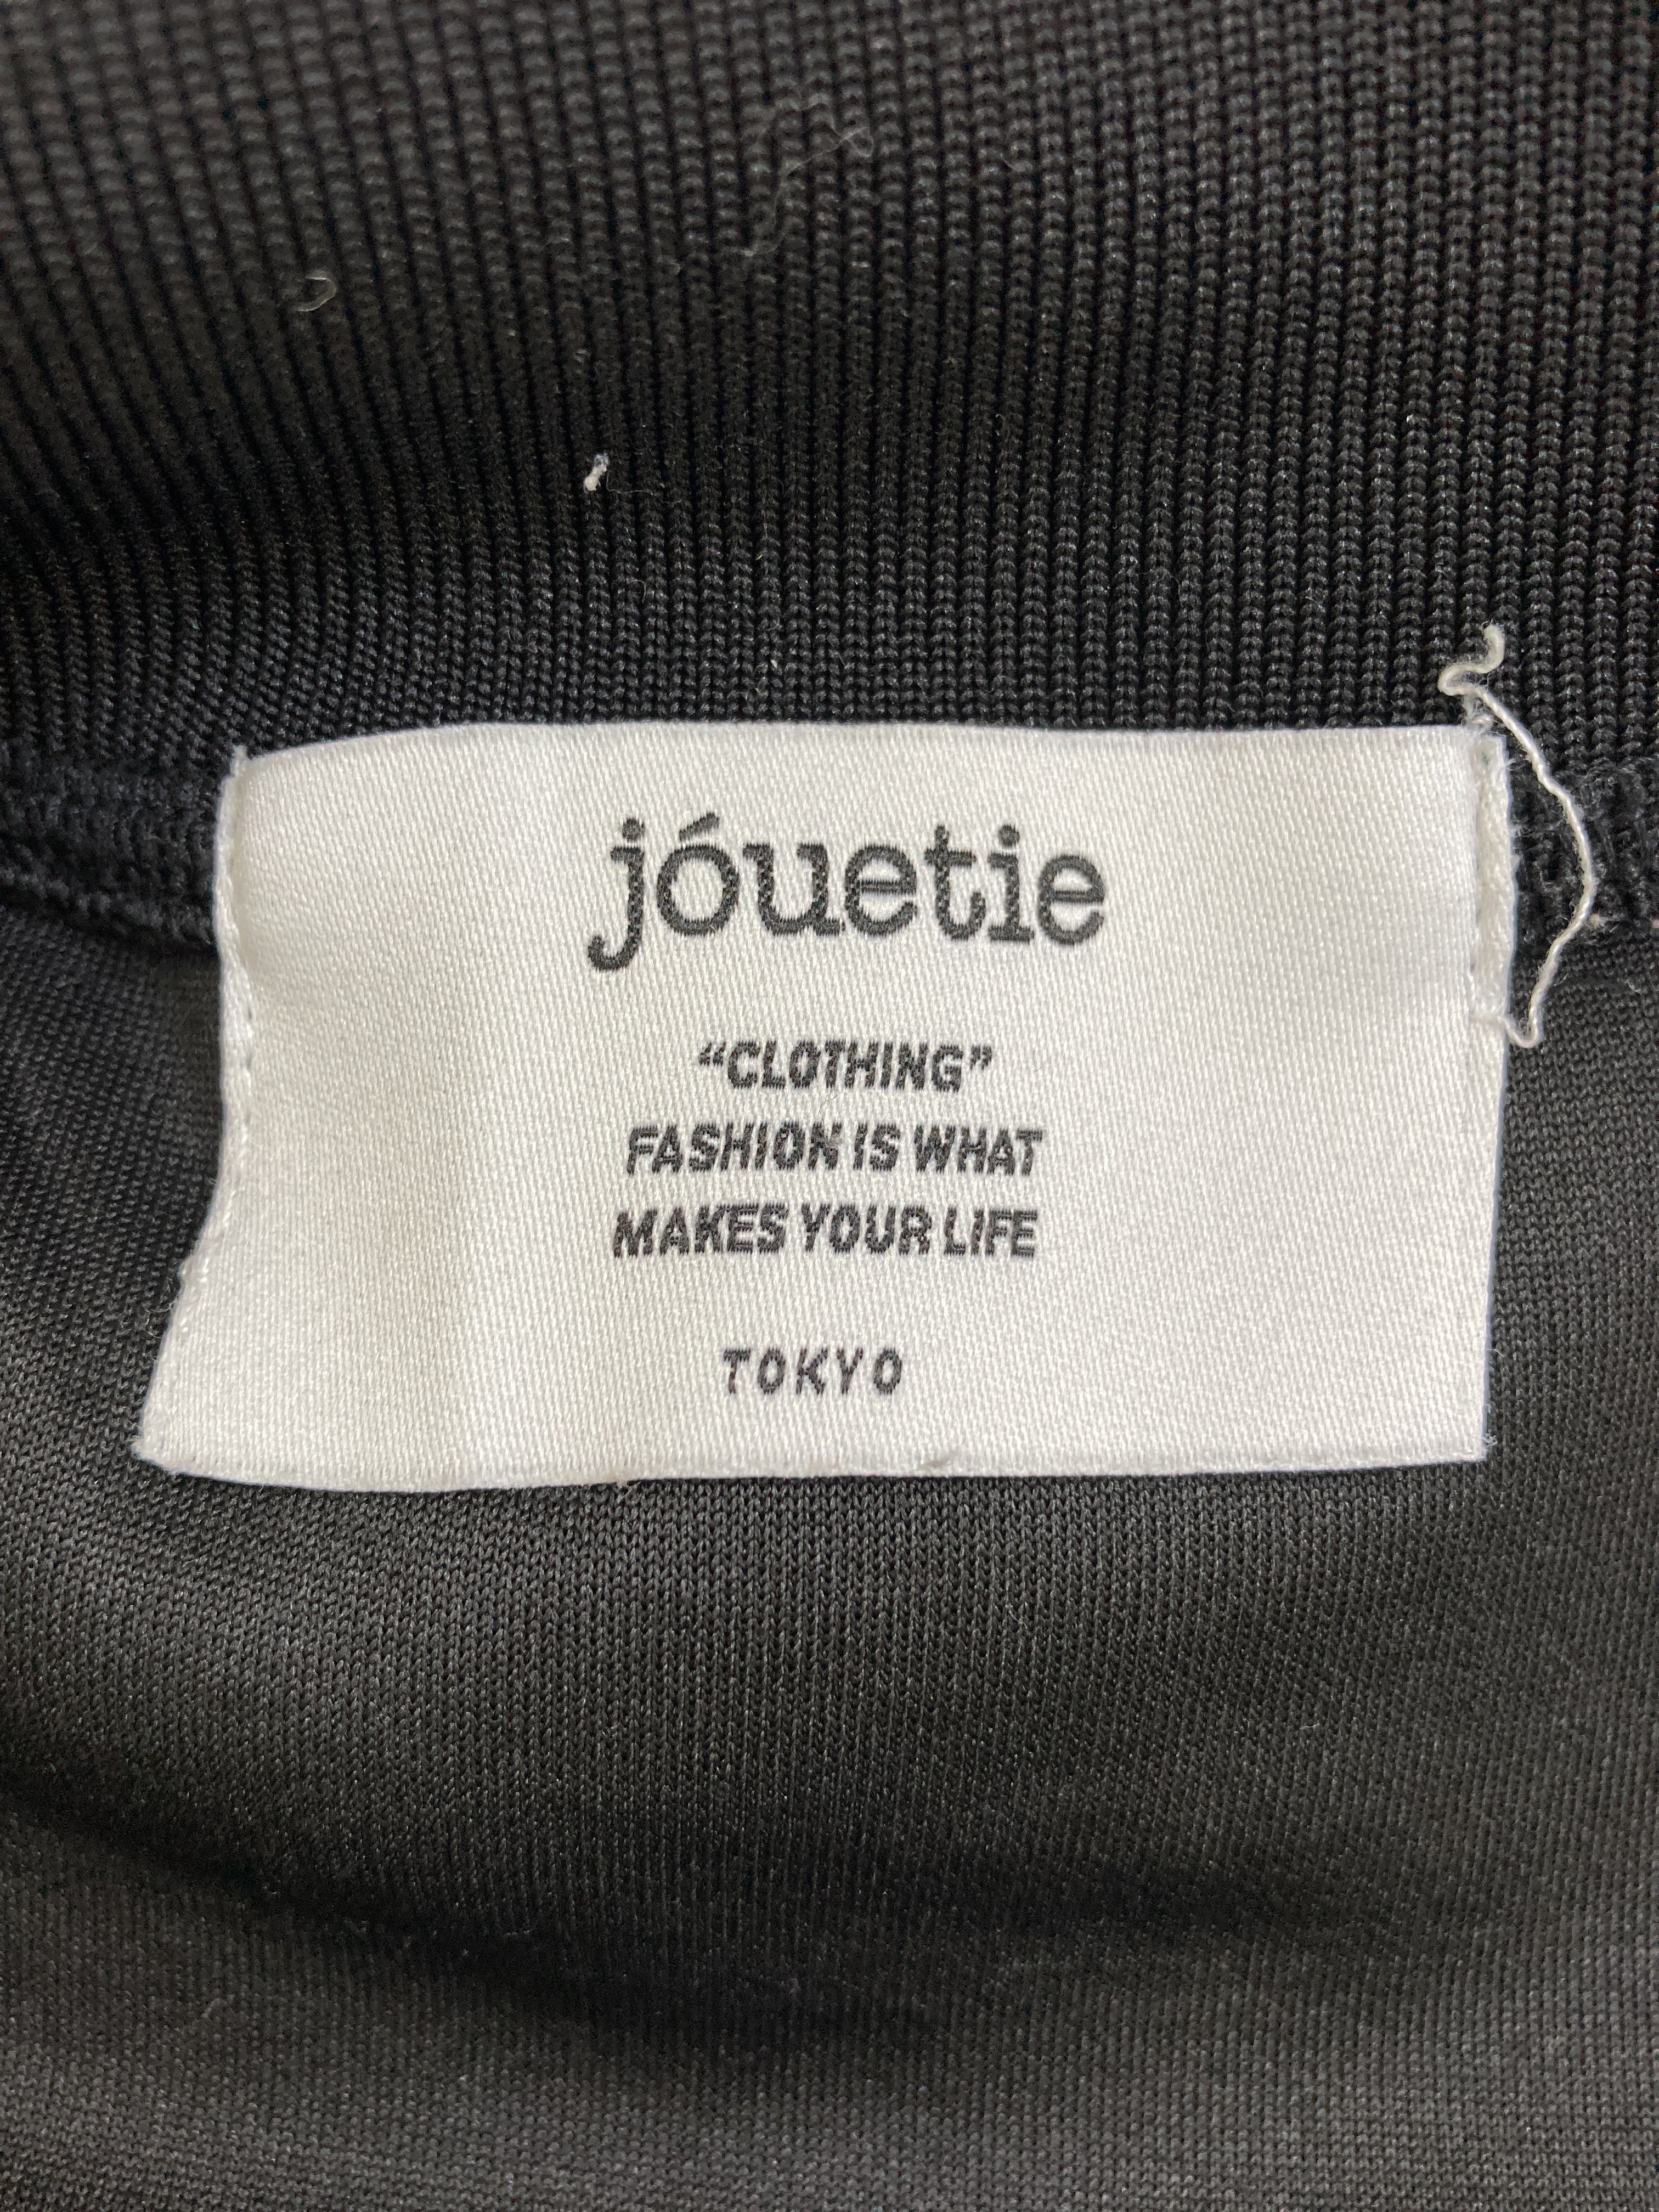 jóuetie
“CLOTHING”
FASHION IS WHAT
MAKES YOUR LIFE
TOKYO